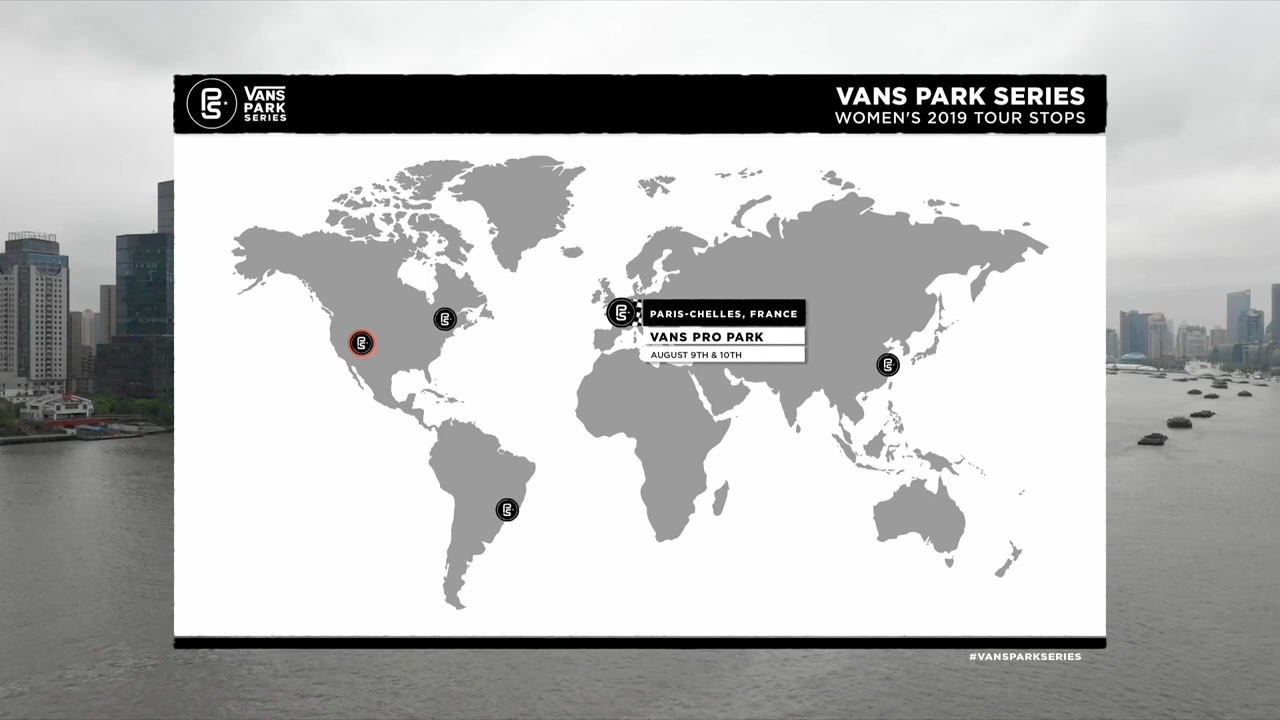 VANS
PARK
SERIES
VANS PARK SERIES
WOMEN'S 2019 TOUR STOPS
PARIS-CHELLES, FRANCE
VANS PRO PARK
AUGUST 9TH & 10TH
#VANSPARKSERIES